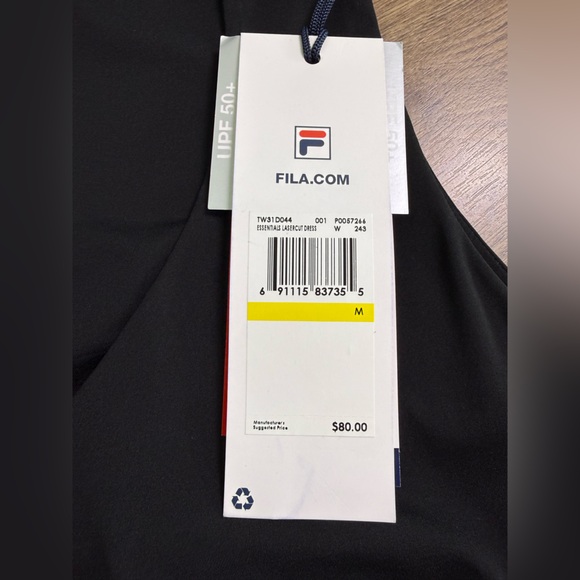 UPF 50+
FILA.COM
TW31D044 001 P0057266
ESSENTIALS LASERCUT DRESS W 243
6 91115 83735 5
M
Manufacturers
Suggested Price
$80.00